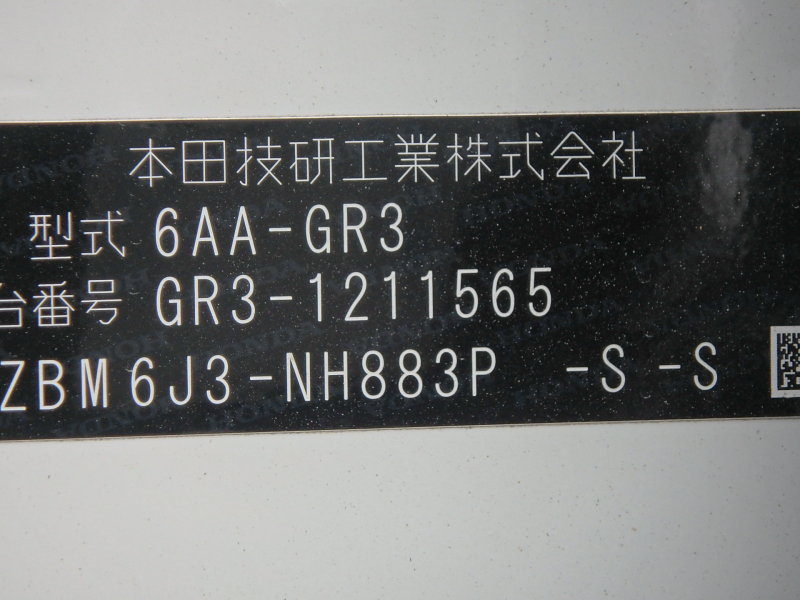 本田技研工業株式会社
型式 6AA-GR3
台番号 GR3-1211565
ZBM6J3-NH883P -S -S